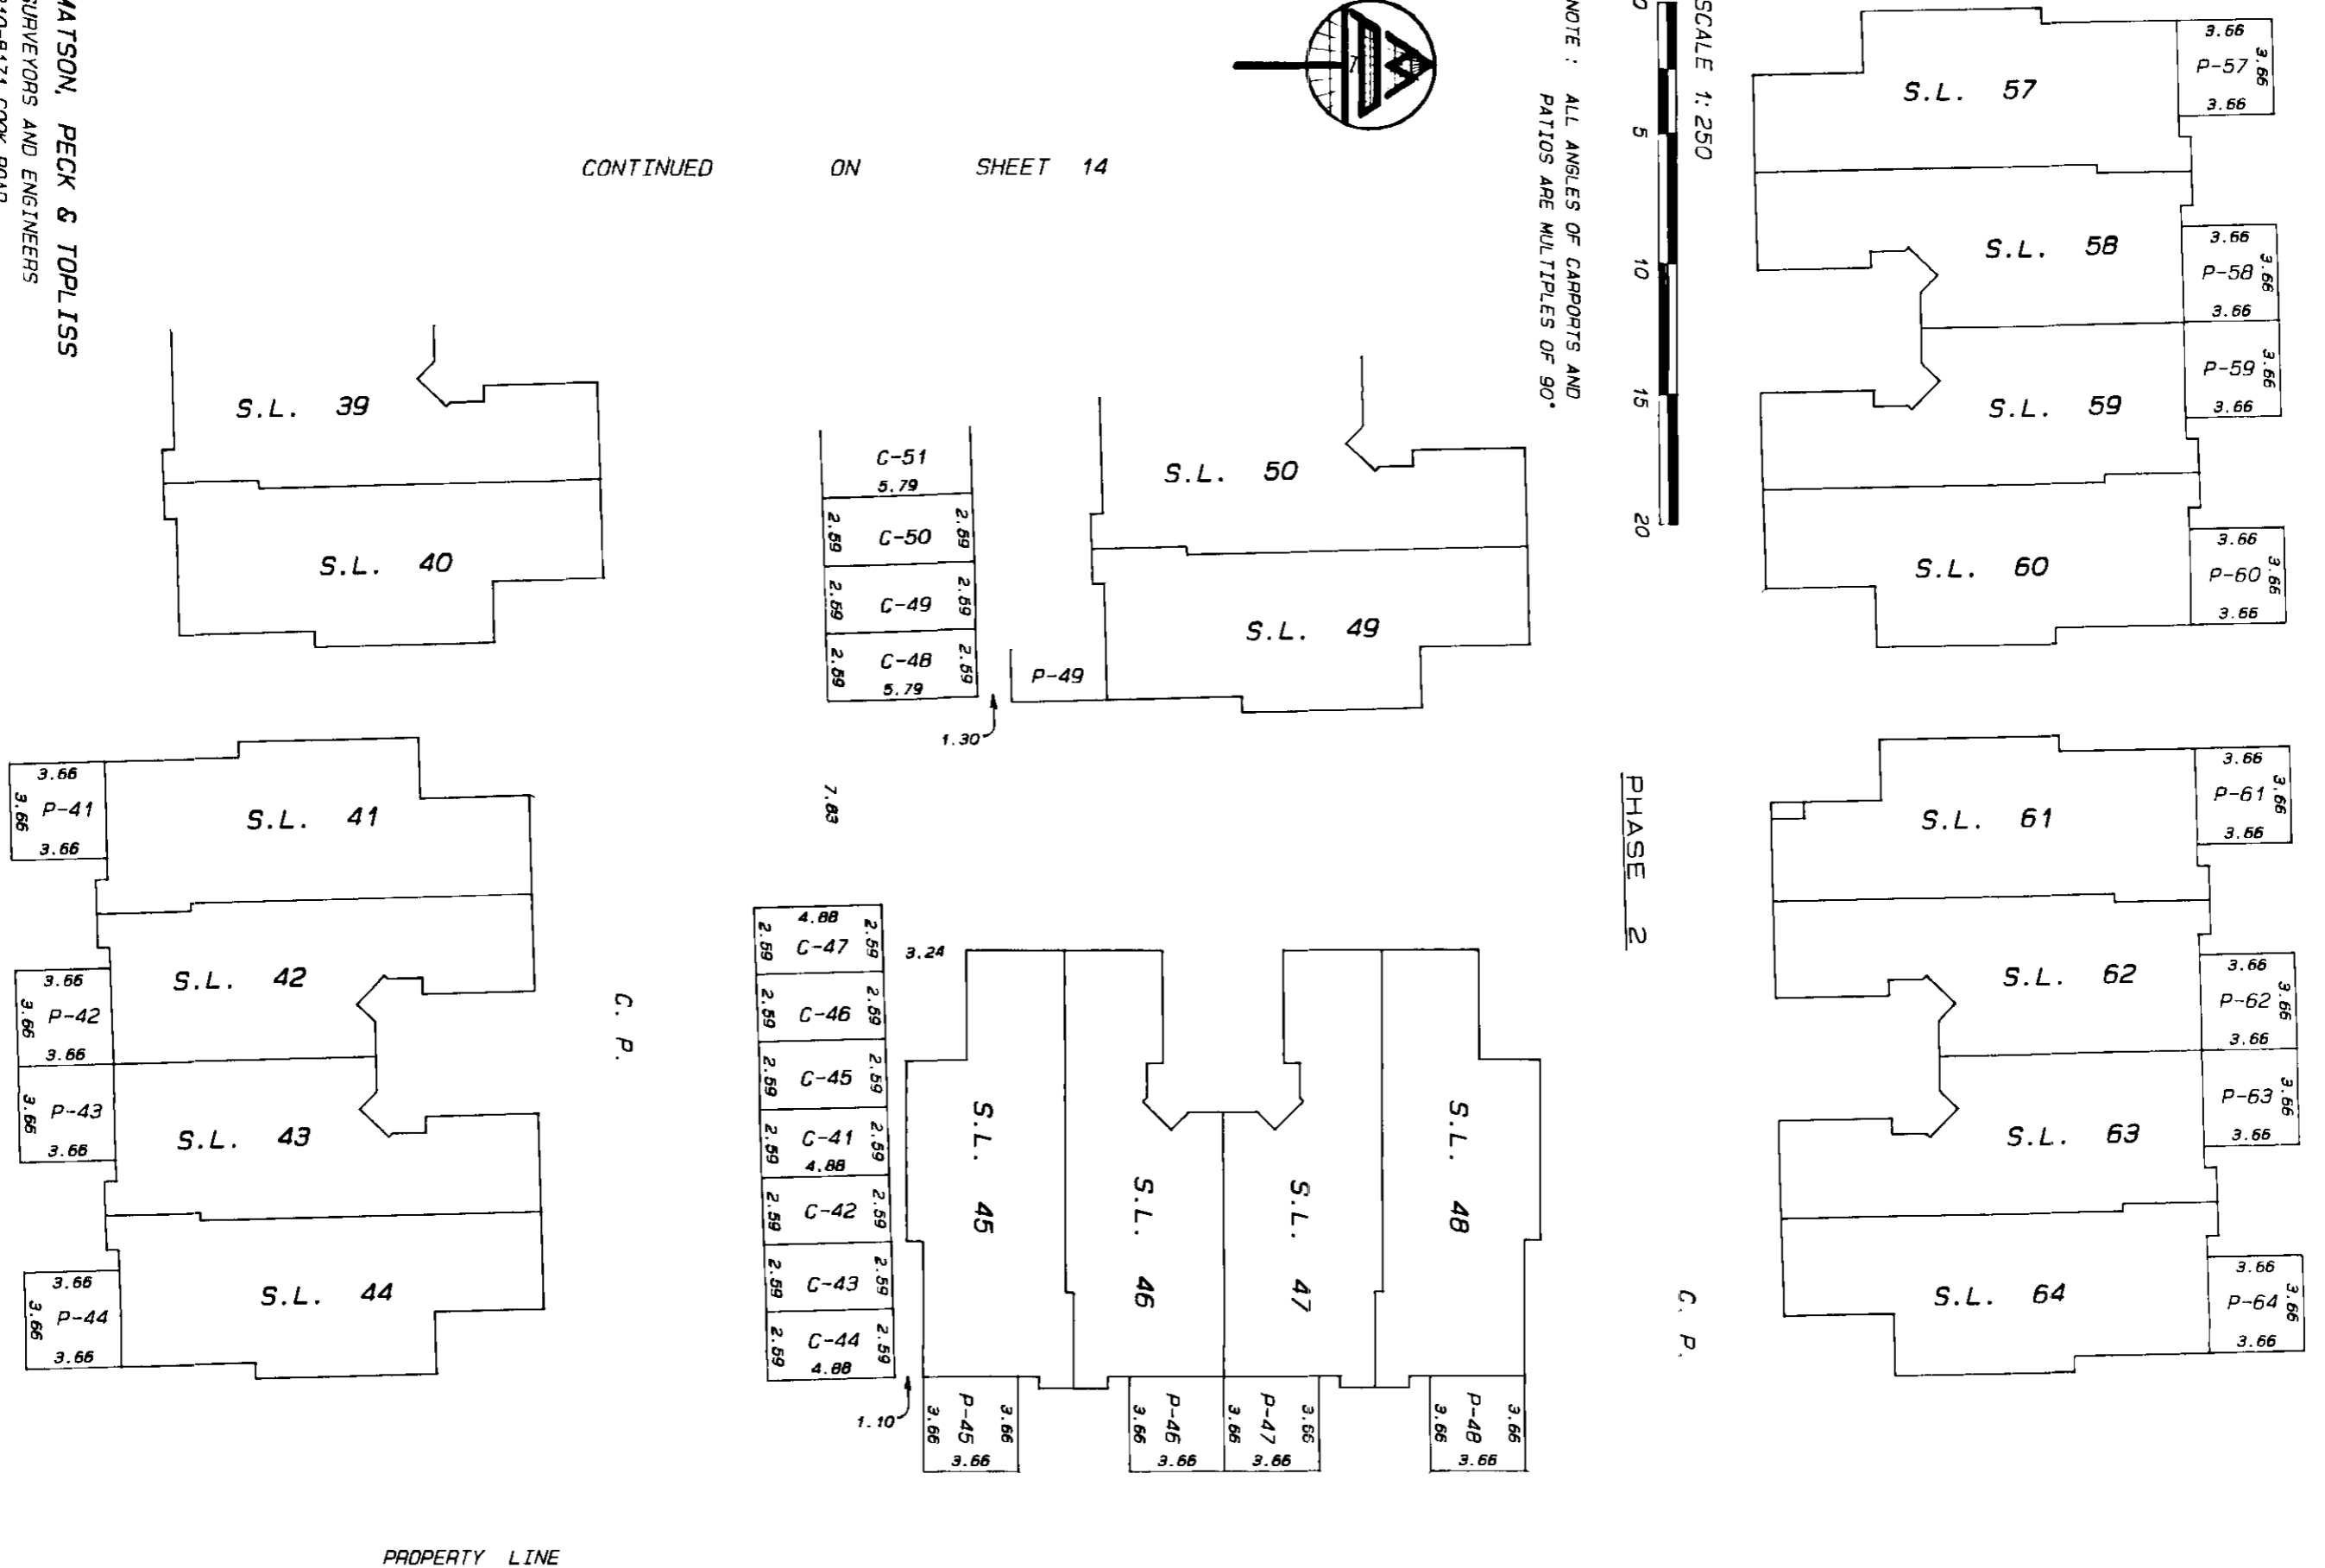 MATSON, PECK & TOPLISS
SURVEYORS AND ENGINEERS
CONTINUED ON SHEET 14
NOTE : ALL ANGLES OF CARPORTS AND
PATIOS ARE MULTIPLES OF 90°
SCALE 1: 250
0 5 10 15 20
S.L. 57
3.66
P-57
3.66
3.66
S.L. 58
3.66
P-58
3.66
3.66
S.L. 59
P-59
3.66
3.66
S.L. 60
3.66
P-60
3.66
3.66
S.L. 39
S.L. 40
C-51
5.79
2.59 C-50 2.59
2.59 C-49 2.59
2.59 C-48 2.59
5.79
1.30
P-49
S.L. 50
S.L. 49
PHASE 2
7.83
3.66
P-41
3.66
3.66
S.L. 41
S.L. 42
3.66
P-42
3.66
3.66
S.L. 43
P-43
3.66
3.66
S.L. 44
3.66
P-44
3.66
3.66
C. P.
4.88
2.59 C-47 2.59
2.59 C-46 2.59
2.59 C-45 2.59
2.59 C-41 2.59
4.88
2.59 C-42 2.59
2.59 C-43 2.59
2.59 C-44 2.59
4.88
3.24
1.10
S.L. 45
S.L. 46
S.L. 47
S.L. 48
3.66 P-45 3.66
3.66
3.66 P-46
3.66
3.66 P-47 3.66
3.66
3.66 P-48 3.66
3.66
C. P.
S.L. 61
3.66
P-61
3.66
3.66
S.L. 62
3.66
P-62
3.66
3.66
S.L. 63
P-63
3.66
3.66
S.L. 64
3.66
P-64
3.66
3.66
PROPERTY LINE